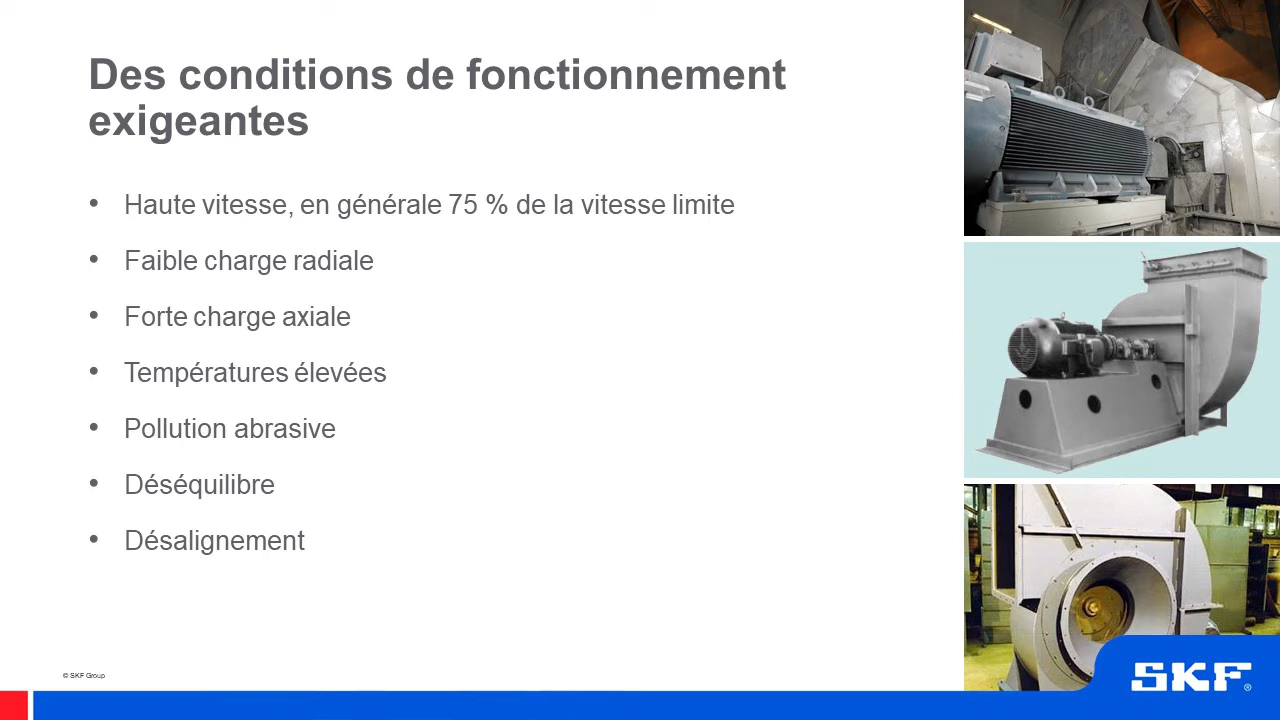 Des conditions de fonctionnement
exigeantes
• Haute vitesse, en générale 75 % de la vitesse limite
• Faible charge radiale
• Forte charge axiale
• Températures élevées
• Pollution abrasive
• Déséquilibre
• Désalignement
© SKF Group
SKF®